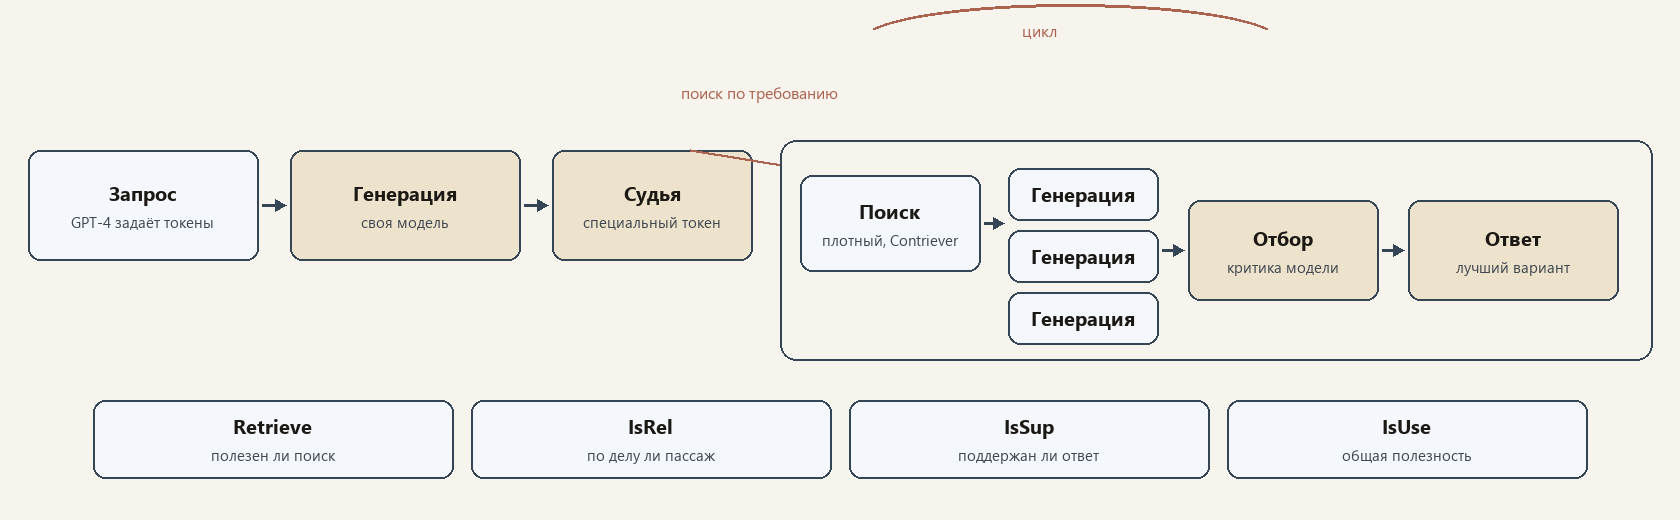 цикл
поиск по требованию
Запрос
GPT-4 задаёт токены
Генерация
своя модель
Судья
специальный токен
Поиск
плотный, Contriever
Генерация
Генерация
Генерация
Отбор
критика модели
Ответ
лучший вариант
Retrieve
полезен ли поиск
IsRel
по делу ли пассаж
IsSup
поддержан ли ответ
IsUse
общая полезность